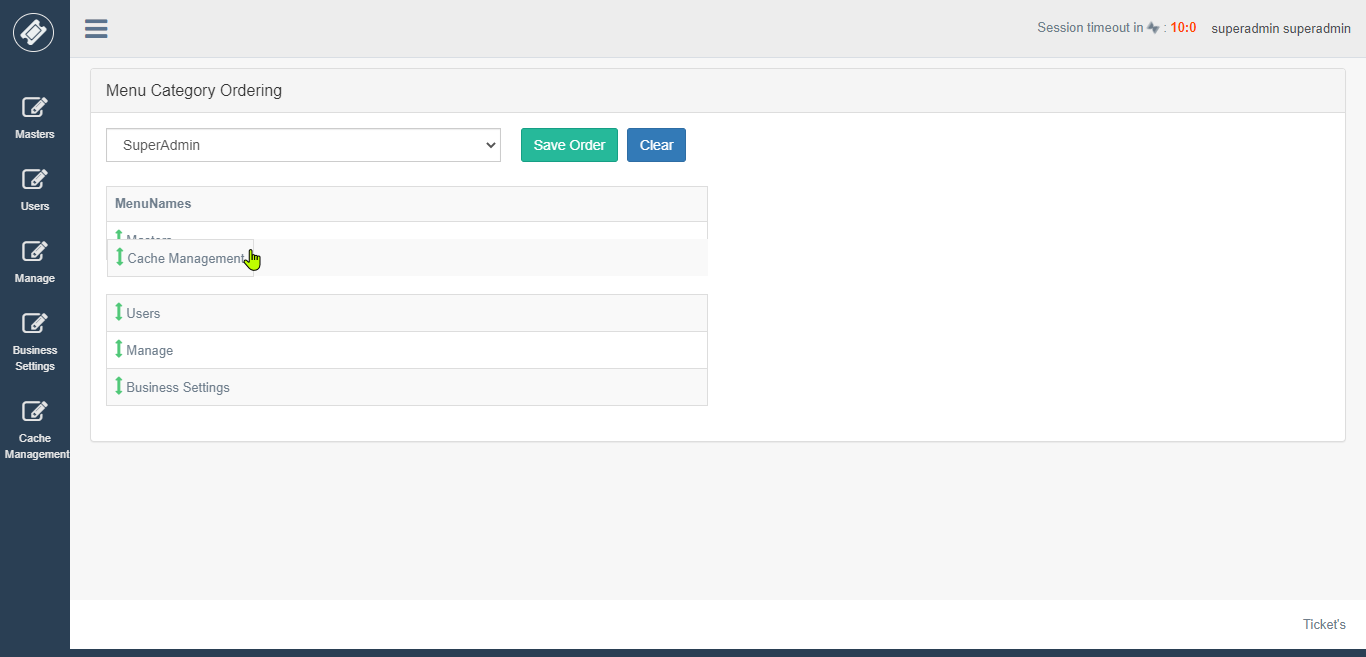 Session timeout in : 10:0 superadmin superadmin
Masters
Users
Manage
Business
Settings
Cache
Management
Menu Category Ordering
SuperAdmin Save Order Clear
MenuNames
Masters
Cache Management
Users
Manage
Business Settings
Ticket's